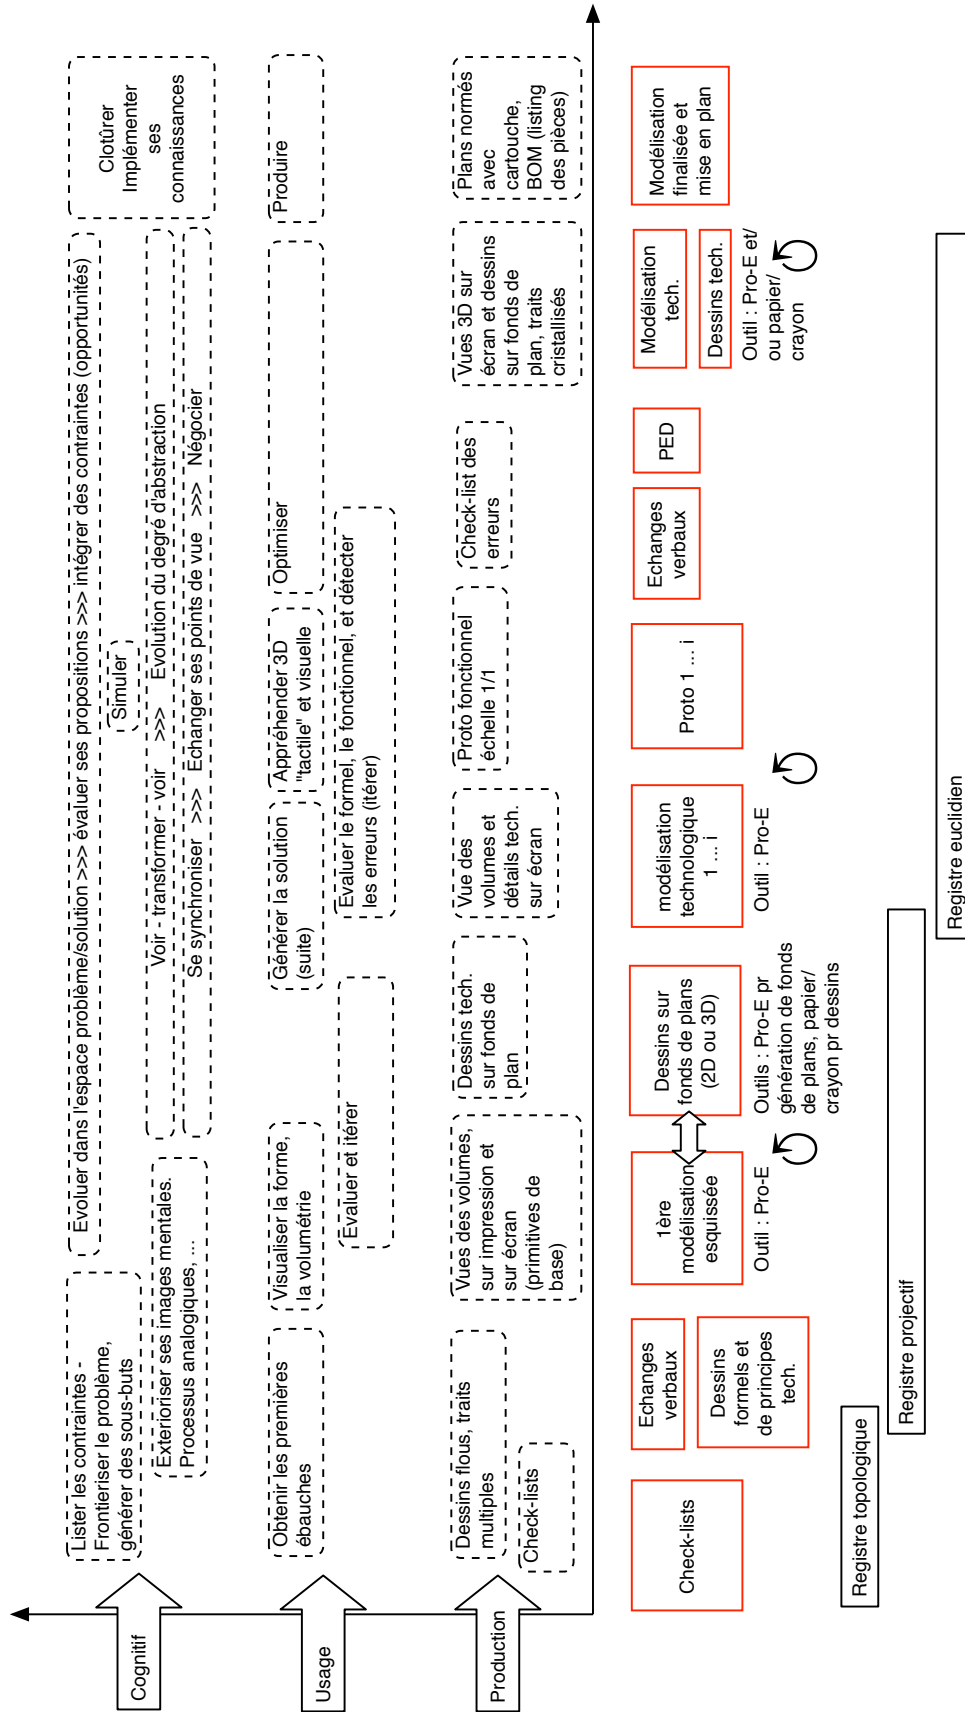 Cognitif
Lister les contraintes -
Frontieriser le problème,
générer des sous-buts
Exterioriser ses images mentales.
Processus analogiques, ...
Evoluer dans l'espace problème/solution >>> évaluer ses propositions >>> intégrer des contraintes (opportunités)
Simuler
Voir - transformer - voir >>> Evolution du degré d'abstraction
Se synchroniser >>> Echanger ses points de vue >>> Négocier
Clotûrer
Implémenter
ses
connaissances
Usage
Obtenir les premières
ébauches
Visualiser la forme,
la volumétrie
Evaluer et itérer
Générer la solution
(suite)
Appréhender 3D
"tactile" et visuelle
Evaluer le formel, le fonctionnel, et détecter
les erreurs (itérer)
Optimiser
Produire
Production
Dessins flous, traits
multiples
Check-lists
Vues des volumes,
sur impression et
sur écran
(primitives de
base)
Dessins tech.
sur fonds de
plan
Vue des
volumes et
détails tech.
sur écran
Proto fonctionnel
échelle 1/1
Check-list des
erreurs
Vues 3D sur
écran et dessins
sur fonds de
plan, traits
cristallisés
Plans normés
avec
cartouche,
BOM (listing
des pièces)
Check-lists
Echanges
verbaux
Dessins
formels et
de principes
tech.
1ère
modélisation
esquissée
Outil : Pro-E
Dessins sur
fonds de plans
(2D ou 3D)
Outils : Pro-E pr
génération de fonds
de plans, papier/
crayon pr dessins
modélisation
technologique
1 ... i
Outil : Pro-E
Proto 1 ... i
Echanges
verbaux
PED
Modélisation
tech.
Dessins tech.
Outil : Pro-E et/
ou papier/
crayon
Modélisation
finalisée et
mise en plan
Registre topologique
Registre projectif
Registre euclidien